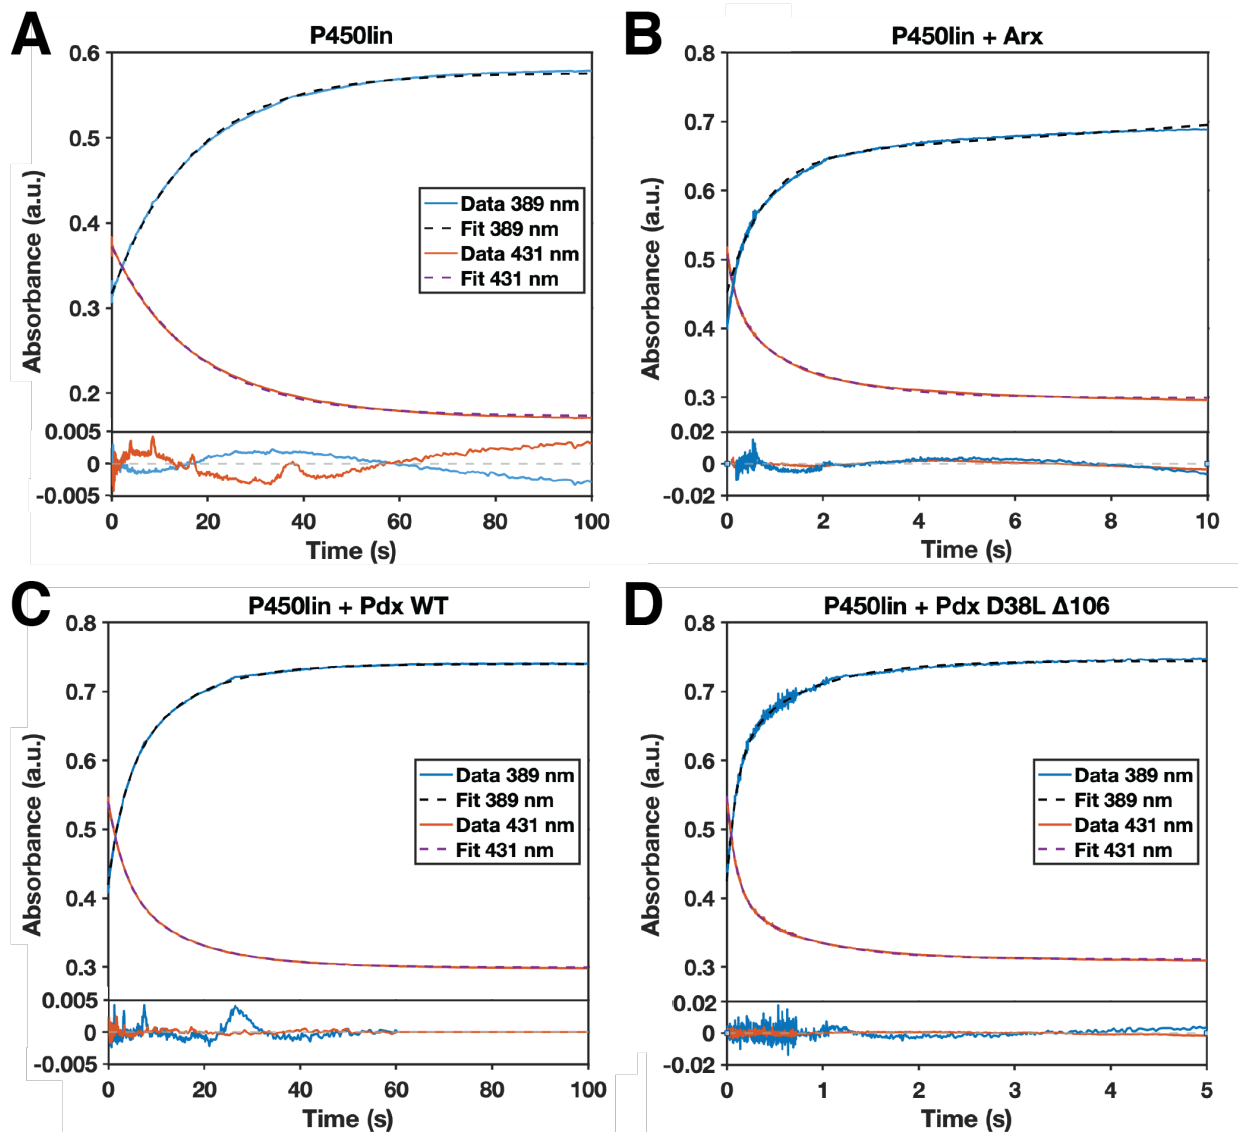 A
P450lin
Absorbance (a.u.)
0.6
0.5
0.4
0.3
0.2
Data 389 nm
Fit 389 nm
Data 431 nm
Fit 431 nm
0.005
0
-0.005
0 20 40 60 80 100
Time (s)
B
P450lin + Arx
Absorbance (a.u.)
0.8
0.7
0.6
0.5
0.4
0.3
0.02
0
-0.02
0 2 4 6 8 10
Time (s)
C
P450lin + Pdx WT
Absorbance (a.u.)
0.8
0.7
0.6
0.5
0.4
0.3
Data 389 nm
Fit 389 nm
Data 431 nm
Fit 431 nm
0.005
0
-0.005
0 20 40 60 80 100
Time (s)
D
P450lin + Pdx D38L Δ106
Absorbance (a.u.)
0.8
0.7
0.6
0.5
0.4
0.3
Data 389 nm
Fit 389 nm
Data 431 nm
Fit 431 nm
0.02
0
-0.02
0 1 2 3 4 5
Time (s)